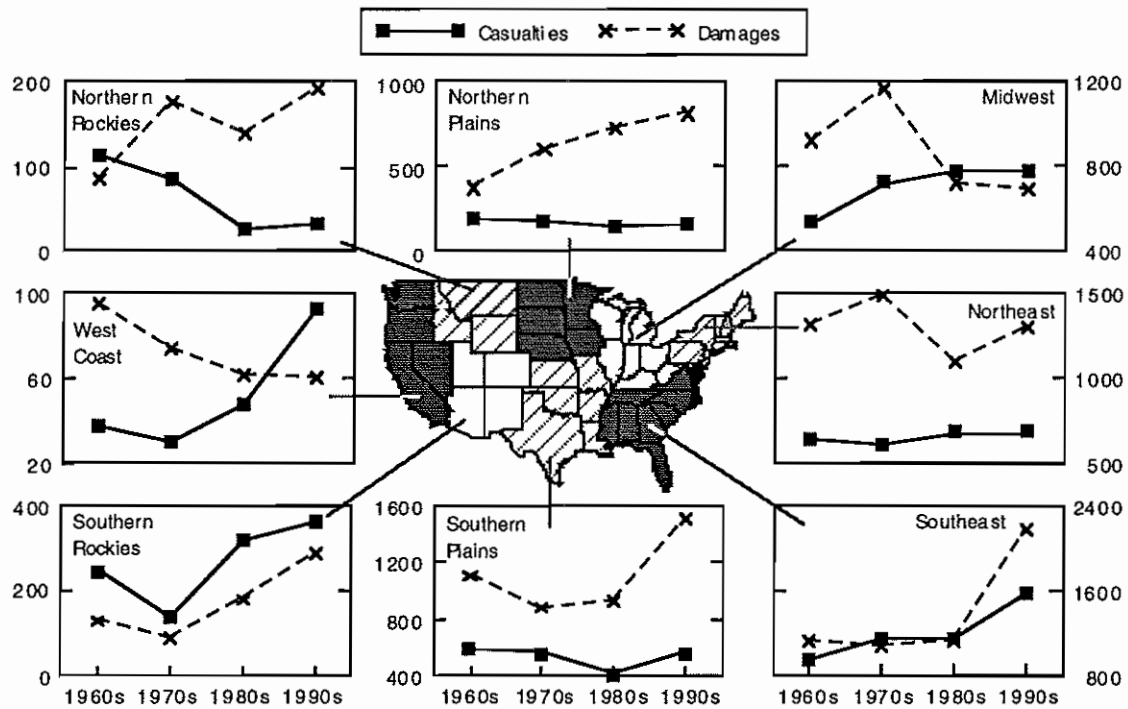 Casualties Damages
200
100
0
Northern
Rockies
1000
500
0
Northern
Plains
Midwest
1200
800
400
100
60
20
West
Coast
Northeast
1500
1000
500
400
200
0
Southern
Rockies
1960s 1970s 1980s 1990s
1600
1200
800
400
Southern
Plains
1960s 1970s 1980s 1990s
Southeast
2400
1600
800
1960s 1970s 1980s 1990s